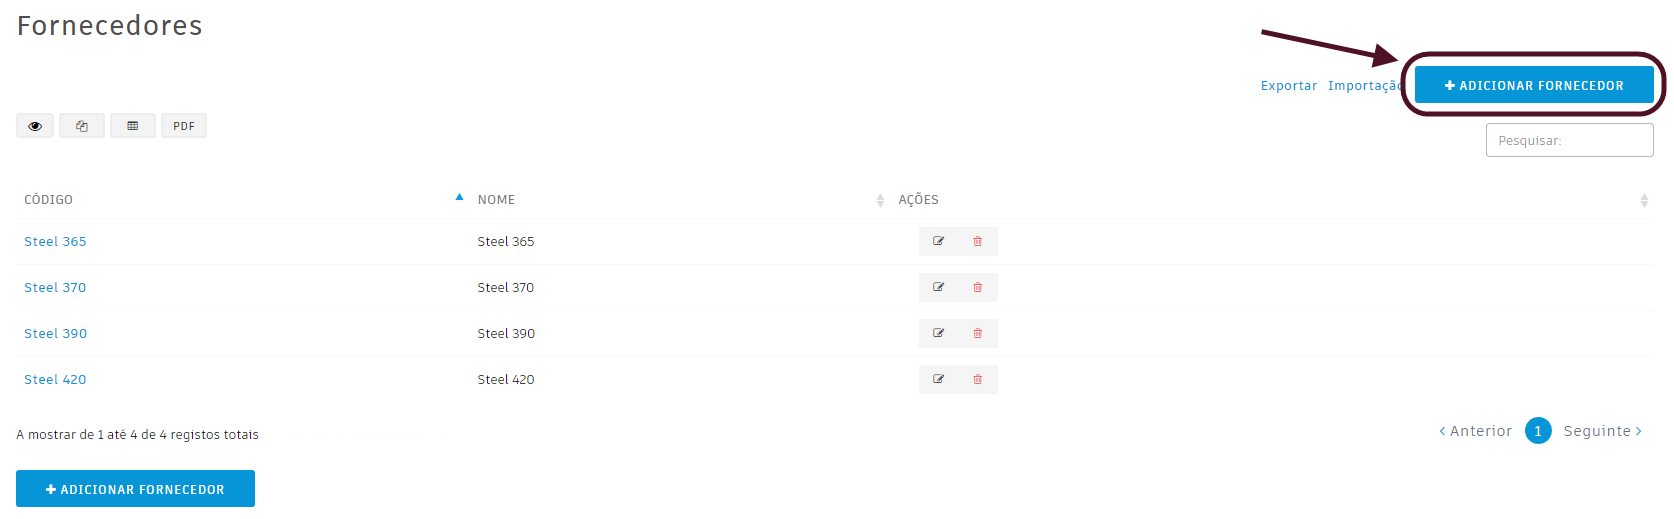 Fornecedores
Exportar Importação
+ ADICIONAR FORNECEDOR
PDF
Pesquisar:
CÓDIGO NOME AÇÕES
Steel 365 Steel 365
Steel 370 Steel 370
Steel 390 Steel 390
Steel 420 Steel 420
A mostrar de 1 até 4 de 4 registos totais
‹ Anterior 1 Seguinte ›
+ ADICIONAR FORNECEDOR